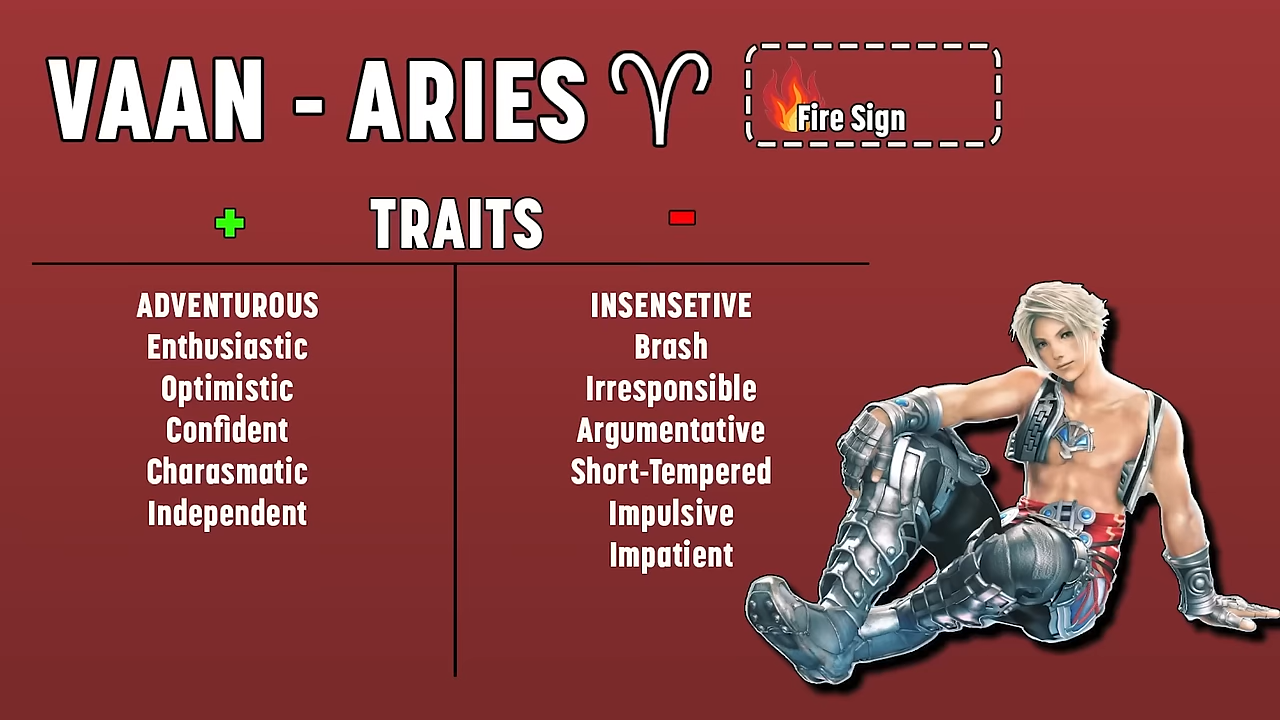 VAAN - ARIES ♈
Fire Sign
TRAITS
ADVENTUROUS
Enthusiastic
Optimistic
Confident
Charasmatic
Independent
INSENSETIVE
Brash
Irresponsible
Argumentative
Short-Tempered
Impulsive
Impatient